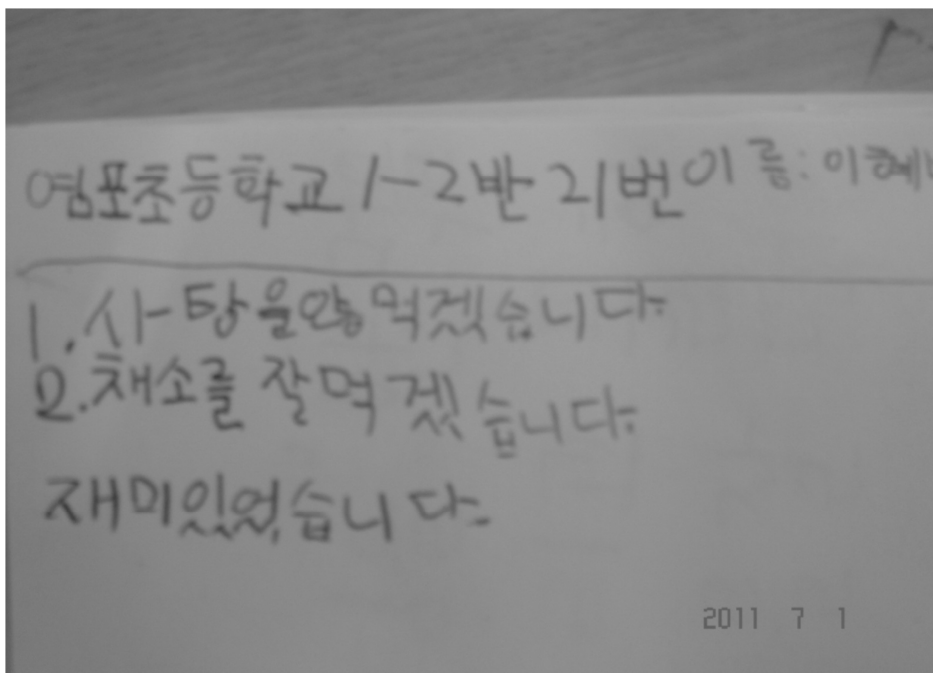 염포초등학교 1-2반 21번 이름: 이혜
1. 사탕을 않 먹겠습니다.
2. 채소를 잘 먹겠습니다.
재미있었습니다.
2011 7 1